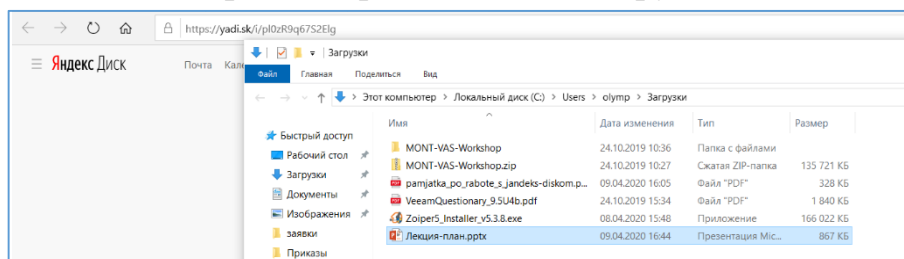 https://yadi.sk/i/pl0zR9q67S2Elg
Яндекс Диск
Почта Кале
Загрузки
Файл Главная Поделиться Вид
Этот компьютер > Локальный диск (C:) > Users > olymp > Загрузки
Имя Дата изменения Тип Размер
Быстрый доступ
Рабочий стол
Загрузки
Документы
Изображения
заявки
Приказы
MONT-VAS-Workshop 24.10.2019 10:36 Папка с файлами
MONT-VAS-Workshop.zip 24.10.2019 10:27 Сжатая ZIP-папка 135 721 КБ
pamjatka_po_rabote_s_jandeks-diskom.p... 09.04.2020 16:05 Файл "PDF" 328 КБ
VeeamQuestionary_9.5U4b.pdf 24.10.2019 15:34 Файл "PDF" 1 840 КБ
Zoiper5_Installer_v5.3.8.exe 08.04.2020 15:48 Приложение 166 022 КБ
Лекция-план.pptx 09.04.2020 16:44 Презентация Mic... 867 КБ